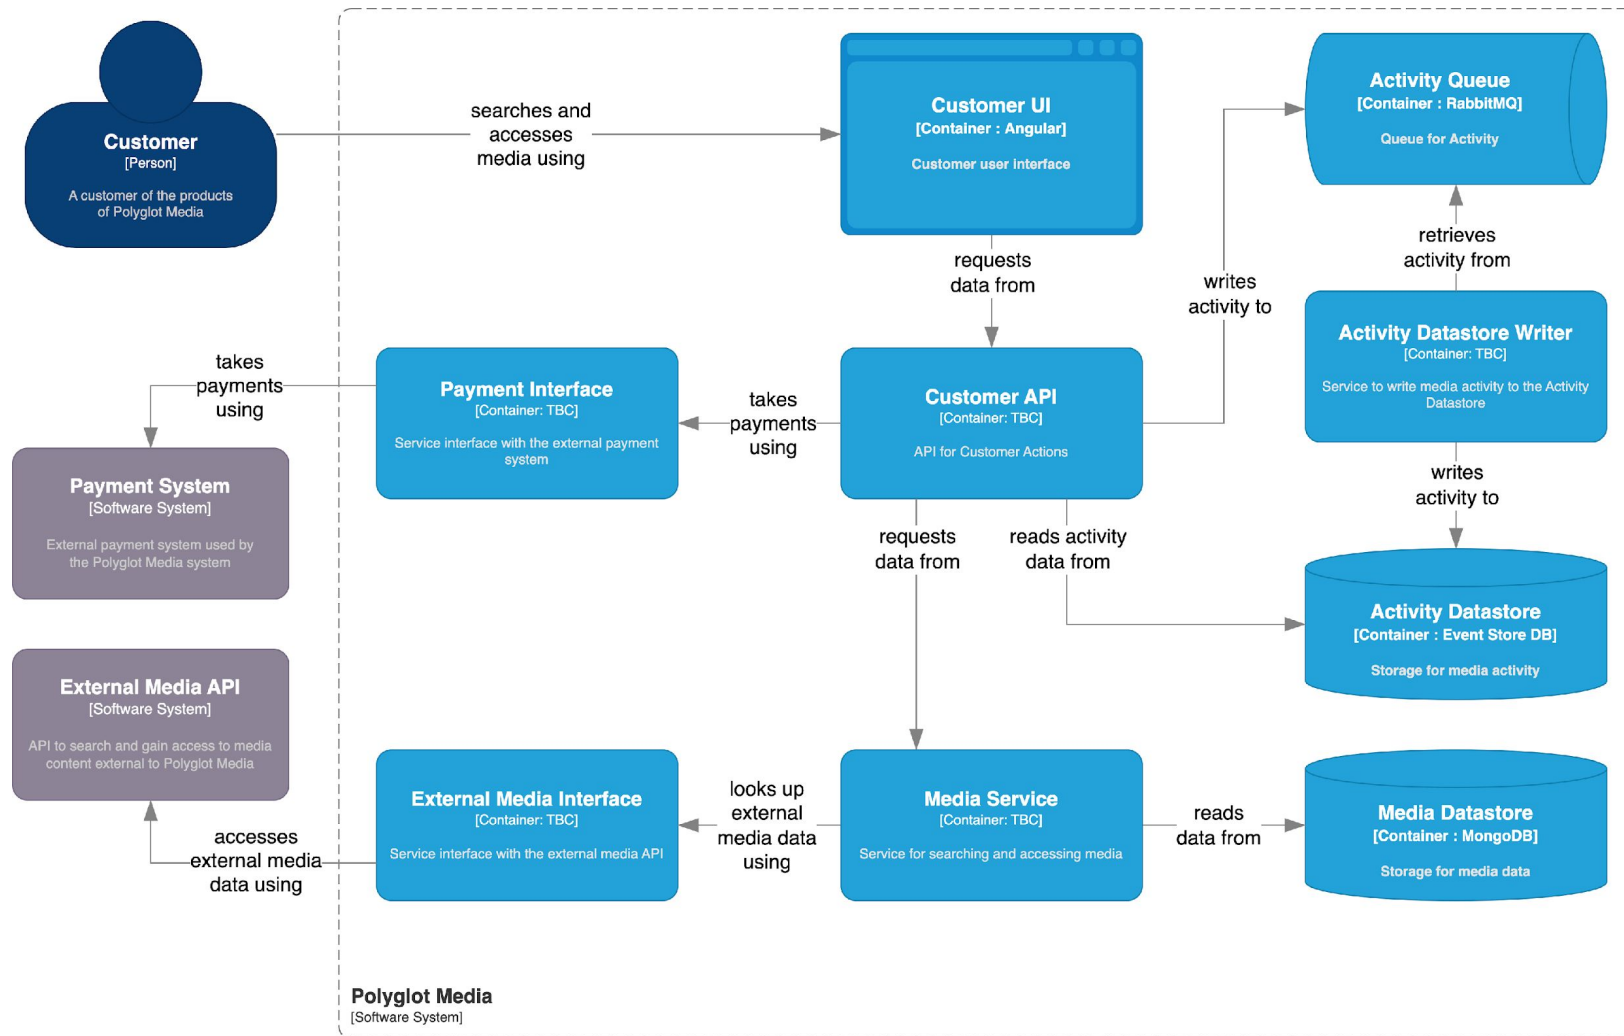 Customer
[Person]
A customer of the products
of Polyglot Media
searches and
accesses
media using
Customer UI
[Container : Angular]
Customer user interface
Activity Queue
[Container : RabbitMQ]
Queue for Activity
requests
data from
writes
activity to
retrieves
activity from
Activity Datastore Writer
[Container: TBC]
Service to write media activity to the Activity
Datastore
takes
payments
using
Payment Interface
[Container: TBC]
Service interface with the external payment
system
takes
payments
using
Customer API
[Container: TBC]
API for Customer Actions
Payment System
[Software System]
External payment system used by
the Polyglot Media system
requests
data from
reads activity
data from
writes
activity to
Activity Datastore
[Container : Event Store DB]
Storage for media activity
External Media API
[Software System]
API to search and gain access to media
content external to Polyglot Media
accesses
external media
data using
External Media Interface
[Container: TBC]
Service interface with the external media API
looks up
external
media data
using
Media Service
[Container: TBC]
Service for searching and accessing media
reads
data from
Media Datastore
[Container : MongoDB]
Storage for media data
Polyglot Media
[Software System]